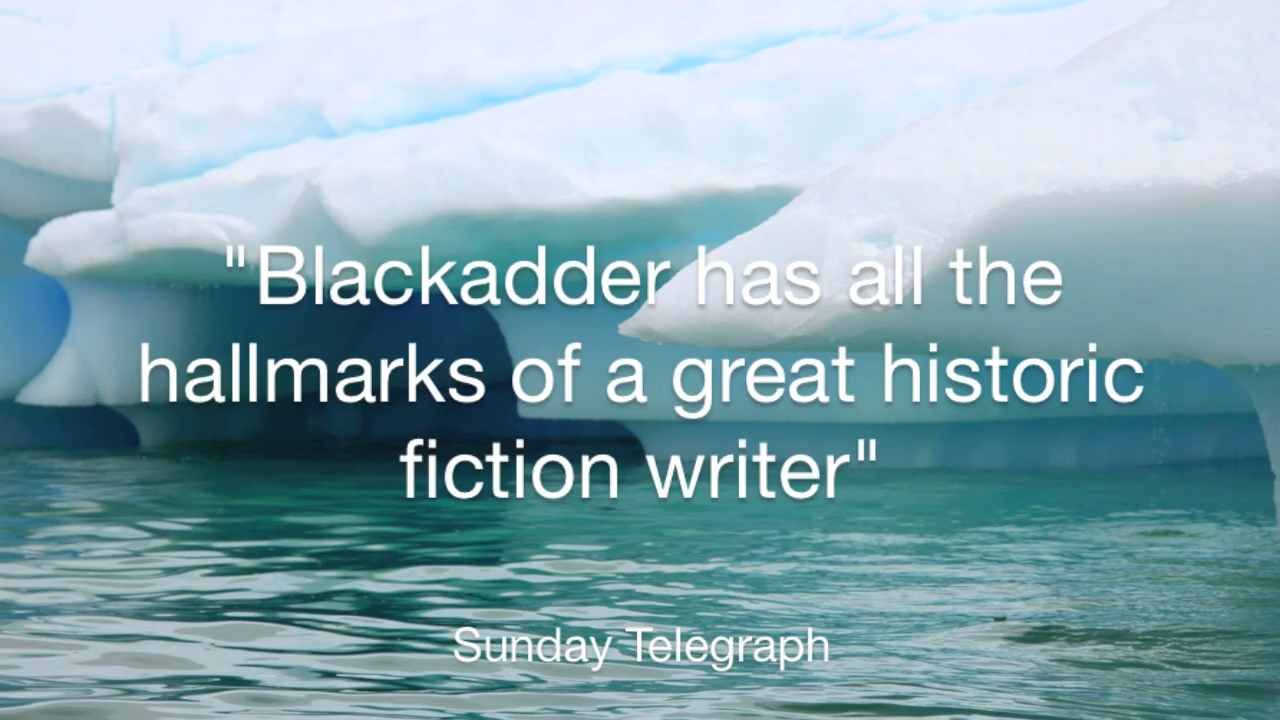 "Blackadder has all the
hallmarks of a great historic
fiction writer"
Sunday Telegraph